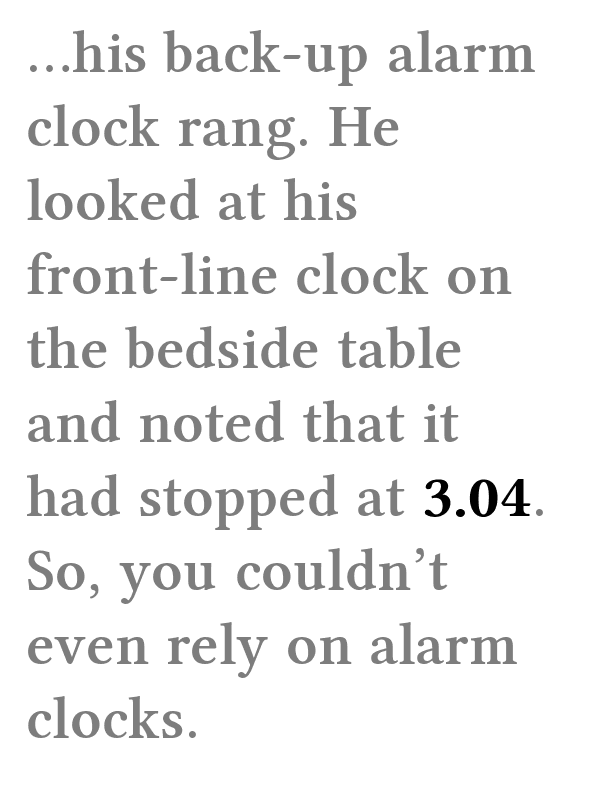 …his back-up alarm
clock rang. He
looked at his
front-line clock on
the bedside table
and noted that it
had stopped at 3.04.
So, you couldn’t
even rely on alarm
clocks.